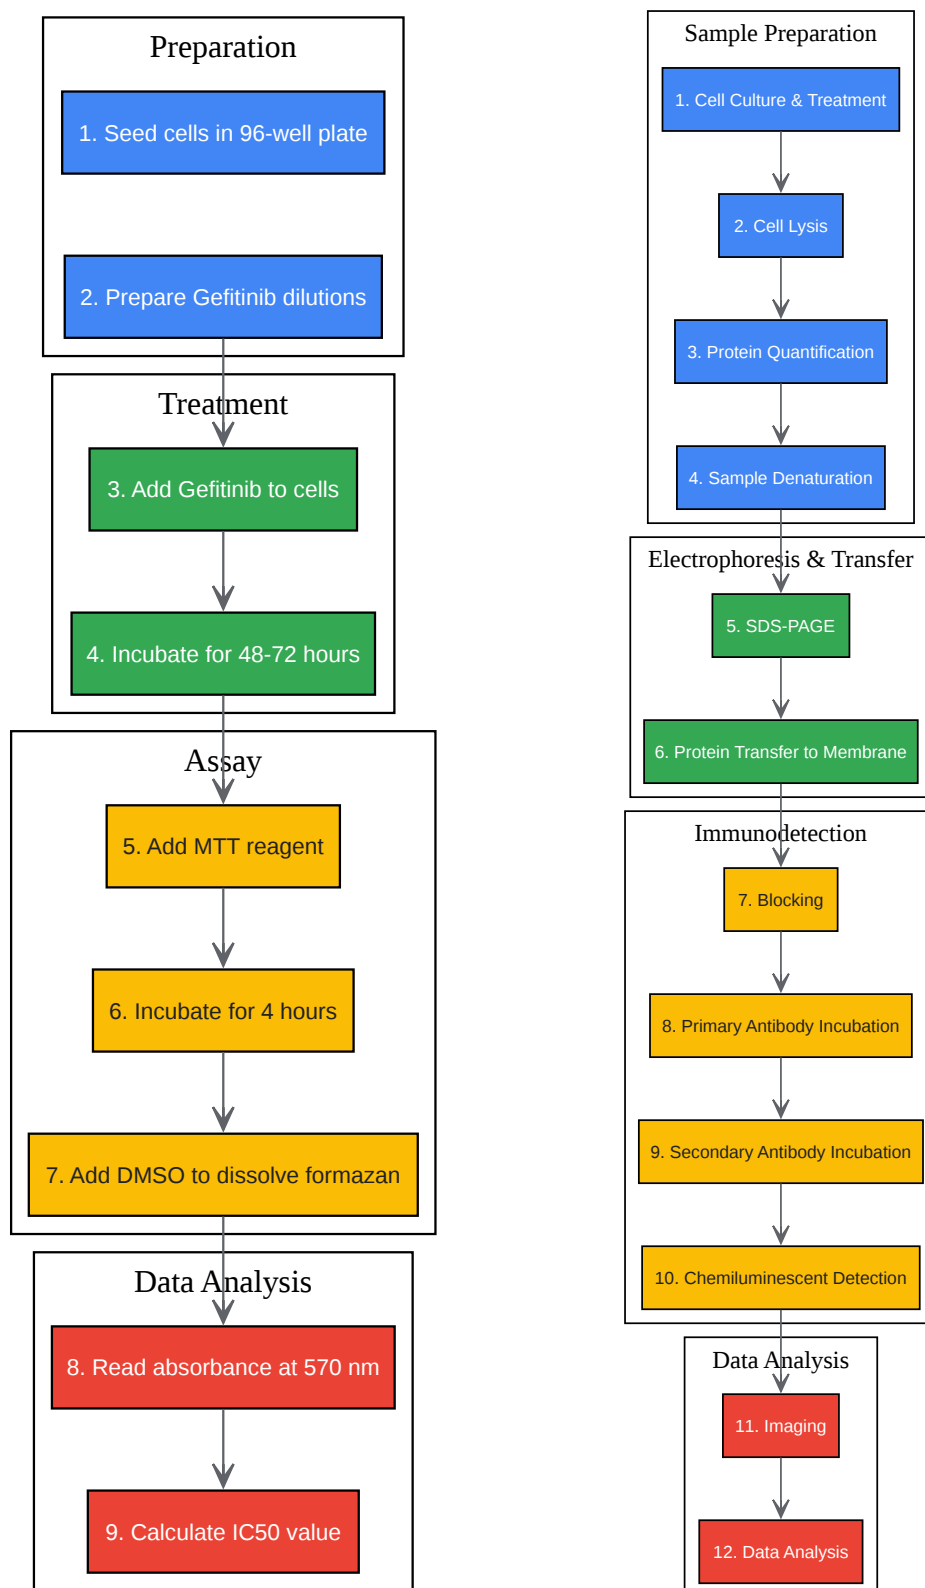 Preparation
1. Seed cells in 96-well plate
2. Prepare Gefitinib dilutions
Treatment
3. Add Gefitinib to cells
4. Incubate for 48-72 hours
Assay
5. Add MTT reagent
6. Incubate for 4 hours
7. Add DMSO to dissolve formazan
Data Analysis
8. Read absorbance at 570 nm
9. Calculate IC50 value
Sample Preparation
1. Cell Culture & Treatment
2. Cell Lysis
3. Protein Quantification
4. Sample Denaturation
Electrophoresis & Transfer
5. SDS-PAGE
6. Protein Transfer to Membrane
Immunodetection
7. Blocking
8. Primary Antibody Incubation
9. Secondary Antibody Incubation
10. Chemiluminescent Detection
Data Analysis
11. Imaging
12. Data Analysis